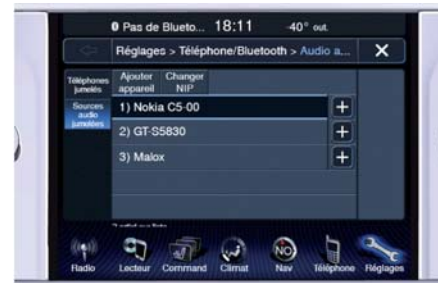 0 Pas de Blueto... 18:11 -40° out.
Réglages > Téléphone/Bluetooth > Audio a...
Téléphones jumelés
Ajouter appareil
Changer NIP
Sources audio jumelées
1) Nokia C5-00
2) GT-S5830
3) Malox
Radio Lecteur Command Climat NO Nav Téléphone Réglages